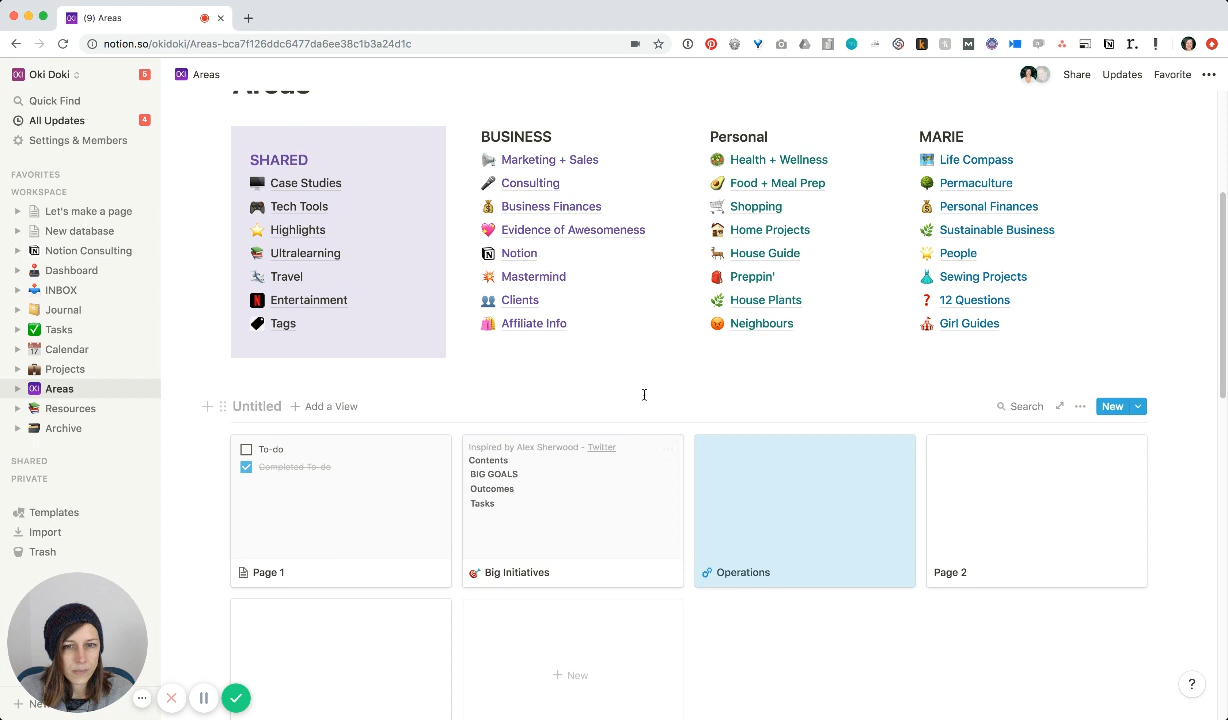 (9) Areas
notion.so/okidoki/Areas-bca7f126ddc6477da6ee38c1b3a24d1c
Oki Doki
5
Quick Find
All Updates
4
Settings & Members
FAVORITES
WORKSPACE
Let's make a page
New database
Notion Consulting
Dashboard
INBOX
Journal
Tasks
Calendar
Projects
Areas
Resources
Archive
SHARED
PRIVATE
Templates
Import
Trash
Areas
Share
Updates
Favorite
Areas
SHARED
Case Studies
Tech Tools
Highlights
Ultralearning
Travel
Entertainment
Tags
BUSINESS
Marketing + Sales
Consulting
Business Finances
Evidence of Awesomeness
Notion
Mastermind
Clients
Affiliate Info
Personal
Health + Wellness
Food + Meal Prep
Shopping
Home Projects
House Guide
Preppin'
House Plants
Neighbours
MARIE
Life Compass
Permaculture
Personal Finances
Sustainable Business
People
Sewing Projects
12 Questions
Girl Guides
Untitled
+ Add a View
Search
New
To-do
Completed To-do
Page 1
Inspired by Alex Sherwood - Twitter
Contents
BIG GOALS
Outcomes
Tasks
Big Initiatives
Operations
Page 2
+ New
?